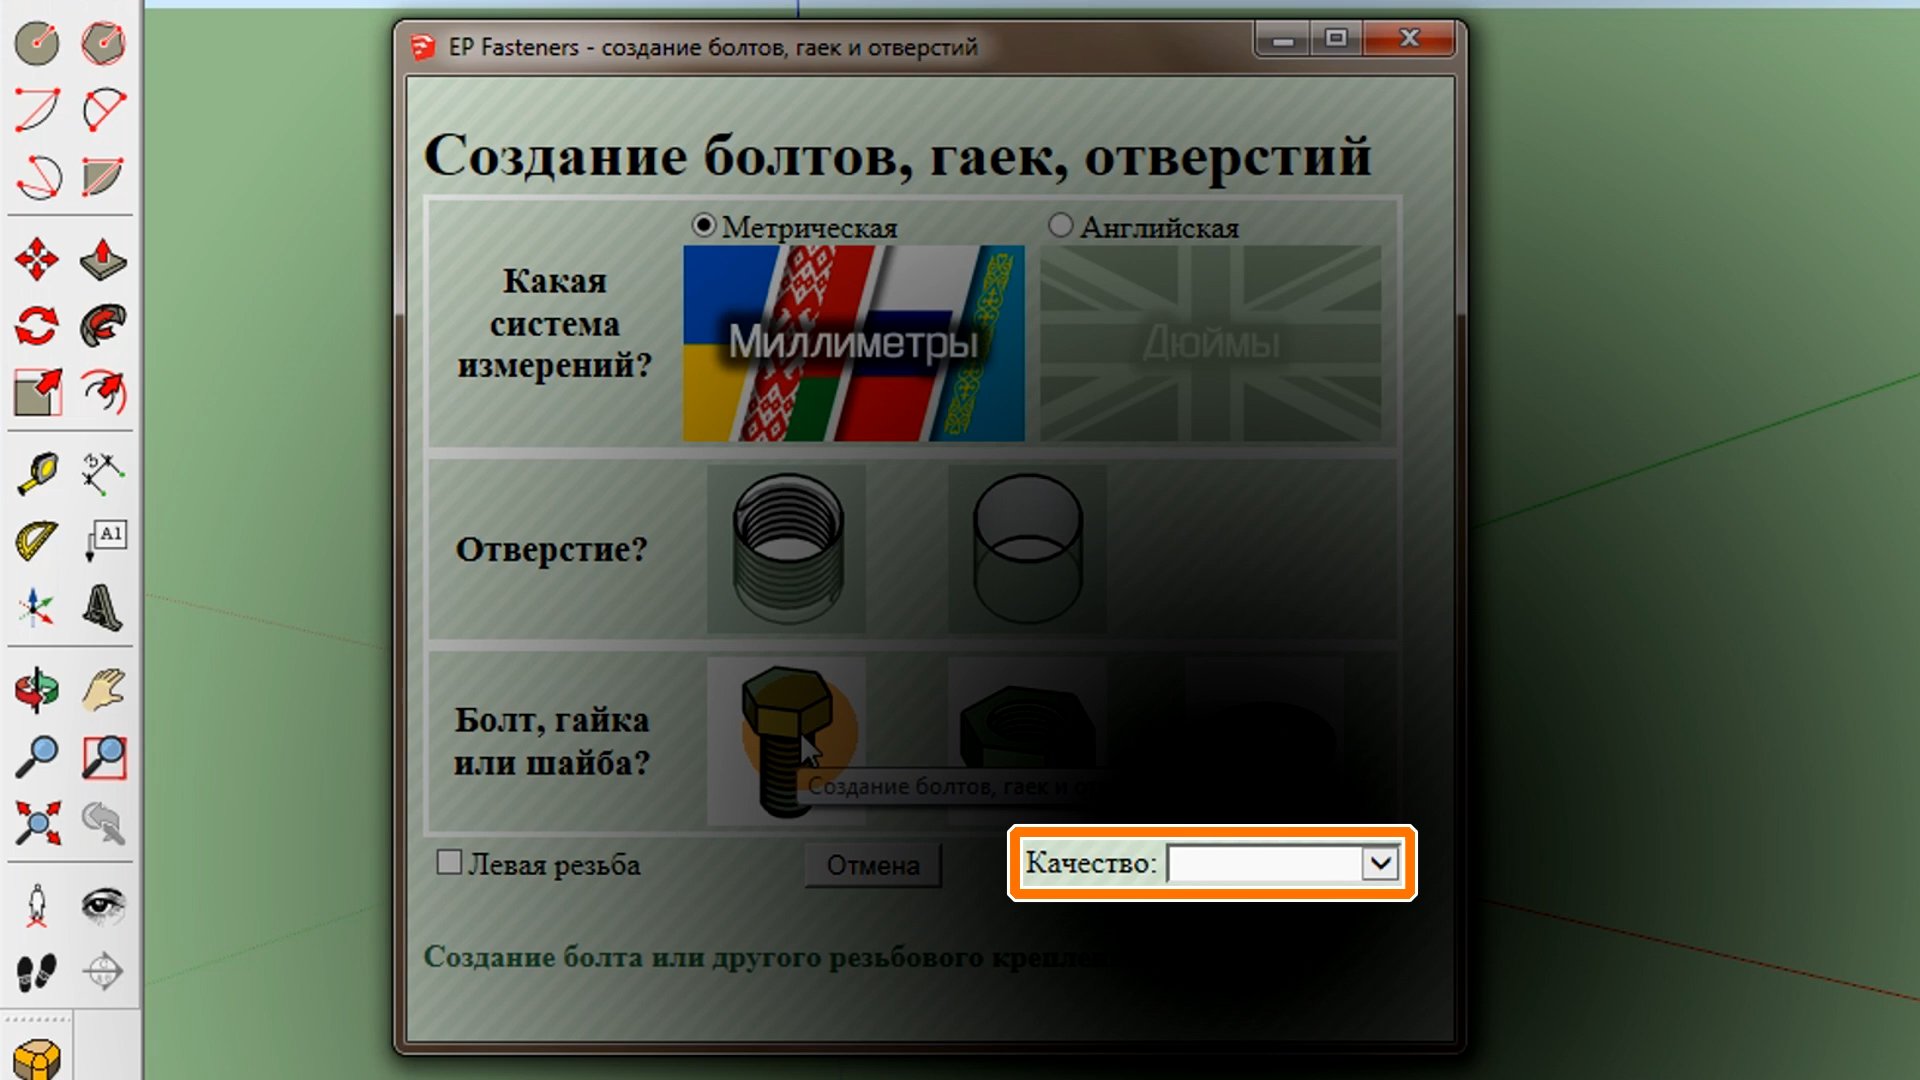 EP Fasteners - создание болтов, гаек и отверстий
Создание болтов, гаек, отверстий
Метрическая
Английская
Какая
система
измерений?
Миллиметры
Дюймы
Отверстие?
Болт, гайка
или шайба?
Создание болтов, гаек и
Левая резьба
Отмена
Качество:
Создание болта или другого резьбового
A1